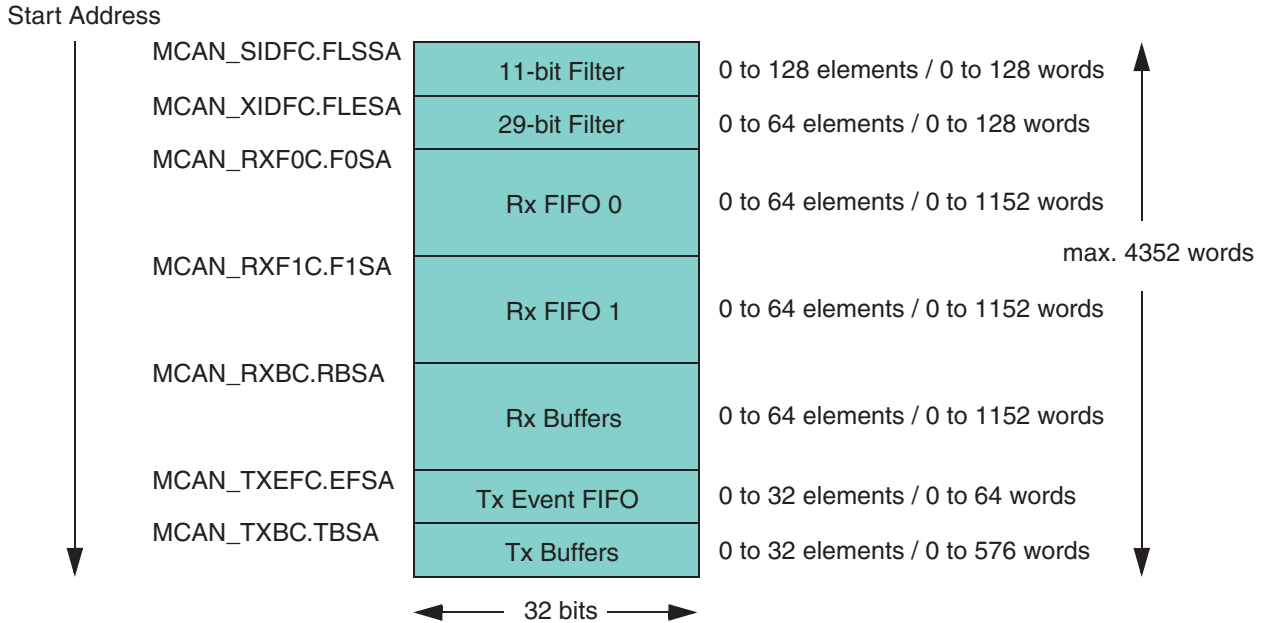 Start Address
MCAN_SIDFC.FLSSA
11-bit Filter
0 to 128 elements / 0 to 128 words
MCAN_XIDFC.FLESA
29-bit Filter
0 to 64 elements / 0 to 128 words
MCAN_RXF0C.F0SA
Rx FIFO 0
0 to 64 elements / 0 to 1152 words
max. 4352 words
MCAN_RXF1C.F1SA
Rx FIFO 1
0 to 64 elements / 0 to 1152 words
MCAN_RXBC.RBSA
Rx Buffers
0 to 64 elements / 0 to 1152 words
MCAN_TXEFC.EFSA
Tx Event FIFO
0 to 32 elements / 0 to 64 words
MCAN_TXBC.TBSA
Tx Buffers
0 to 32 elements / 0 to 576 words
32 bits